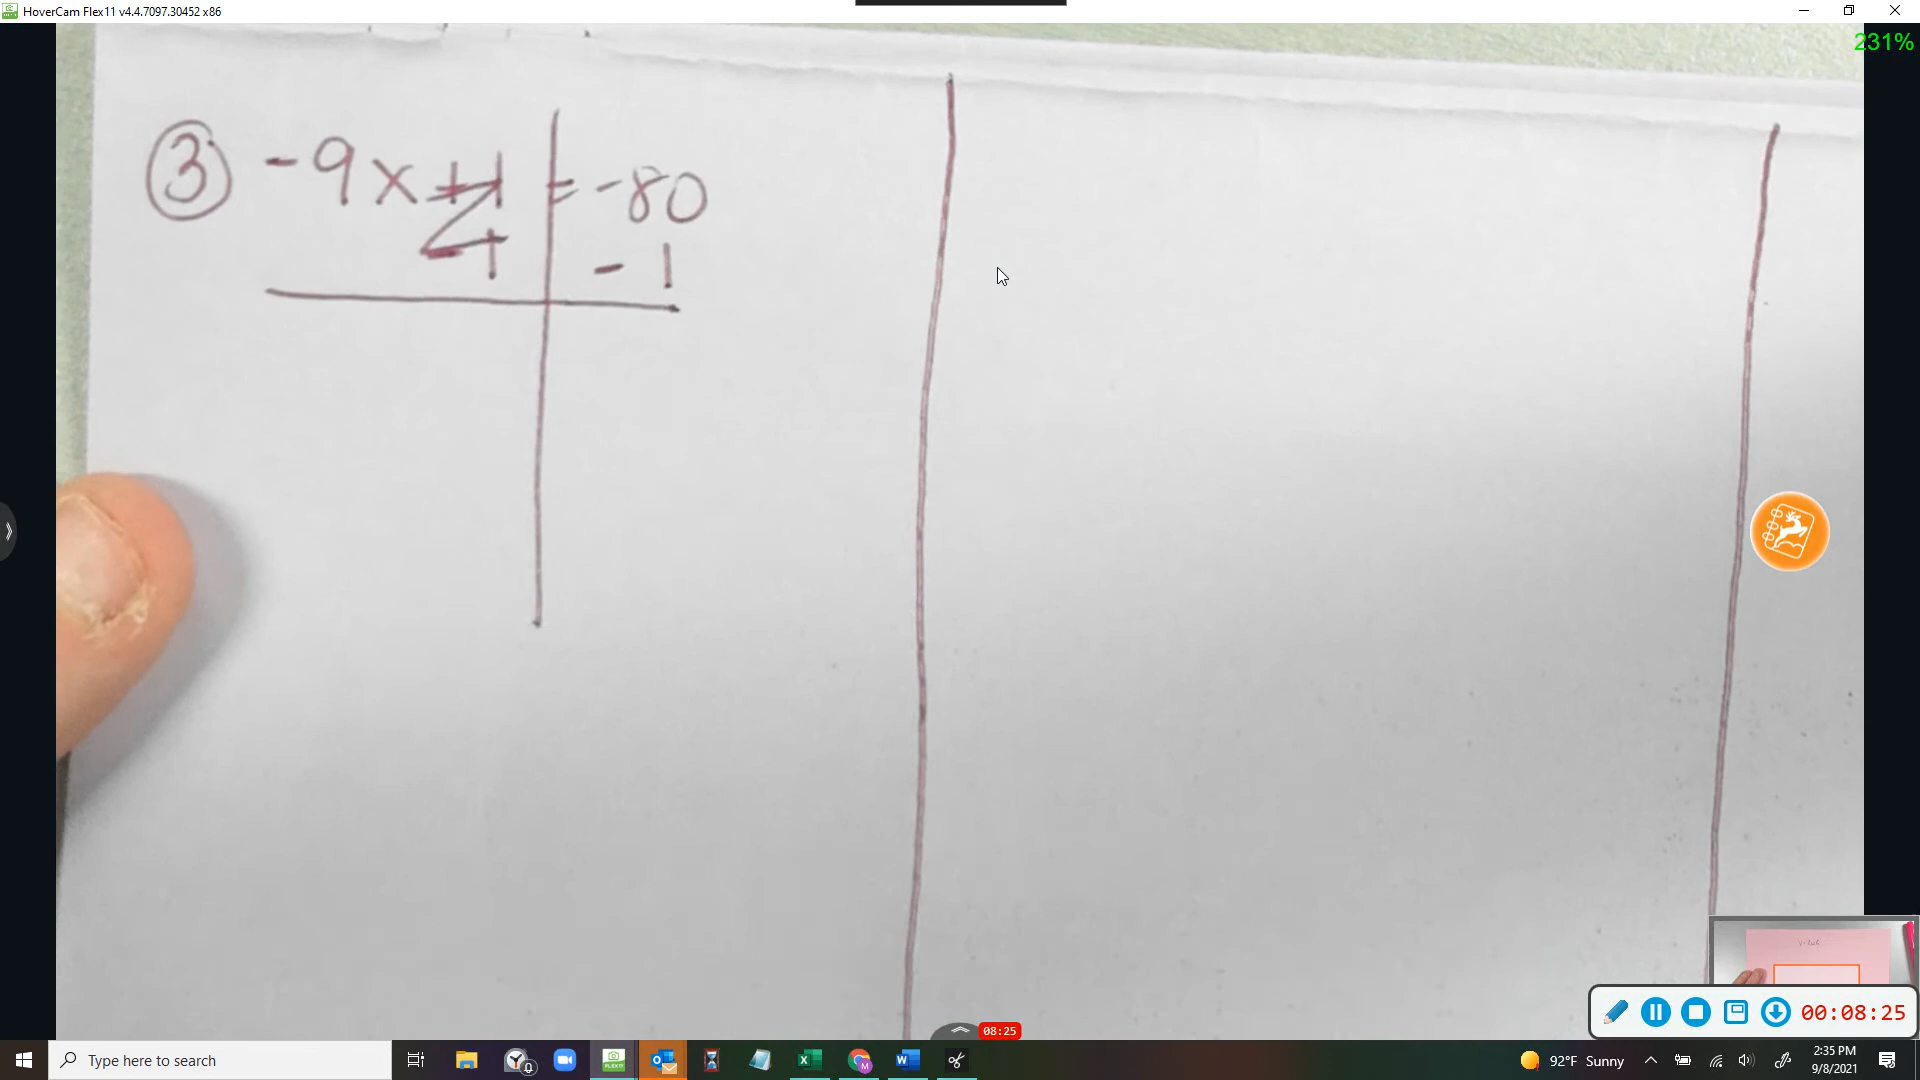 HoverCam Flex11 v4.4.7097.30452 x86
231%
③ -9x +1 = -80
-1 -1
08:25
00:08:25
Type here to search
92°F Sunny
2:35 PM
9/8/2021